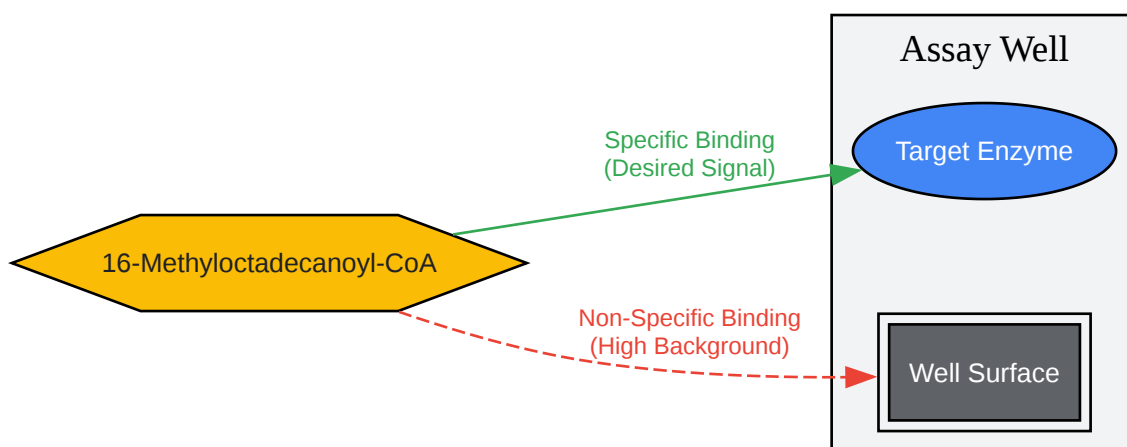 Assay Well
Specific Binding
(Desired Signal)
Target Enzyme
16-Methyloctadecanoyl-CoA
Non-Specific Binding
(High Background)
Well Surface